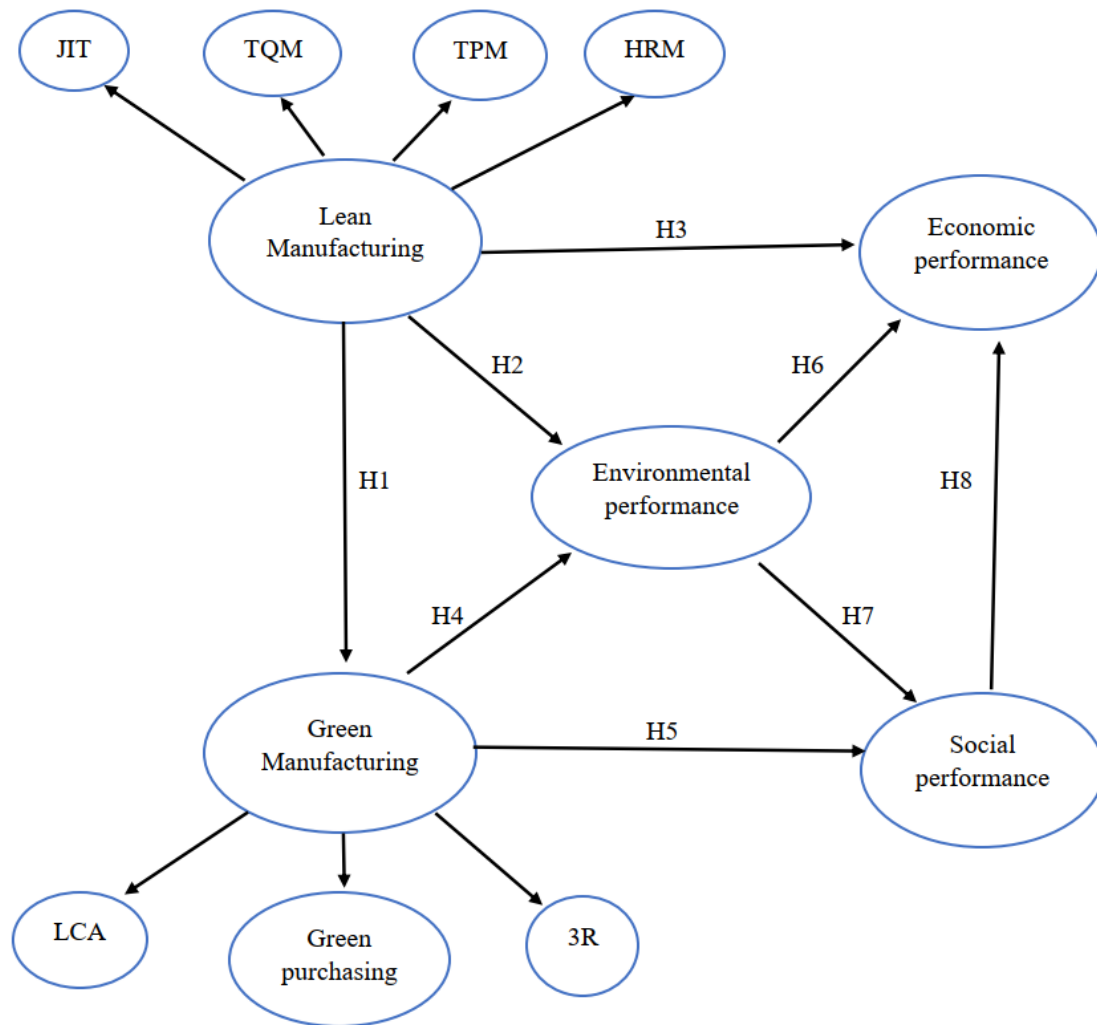 JIT
TQM
TPM
HRM
Lean
Manufacturing
H3
Economic
performance
H2
H6
H1
Environmental
performance
H8
H4
H7
Green
Manufacturing
H5
Social
performance
LCA
Green
purchasing
3R